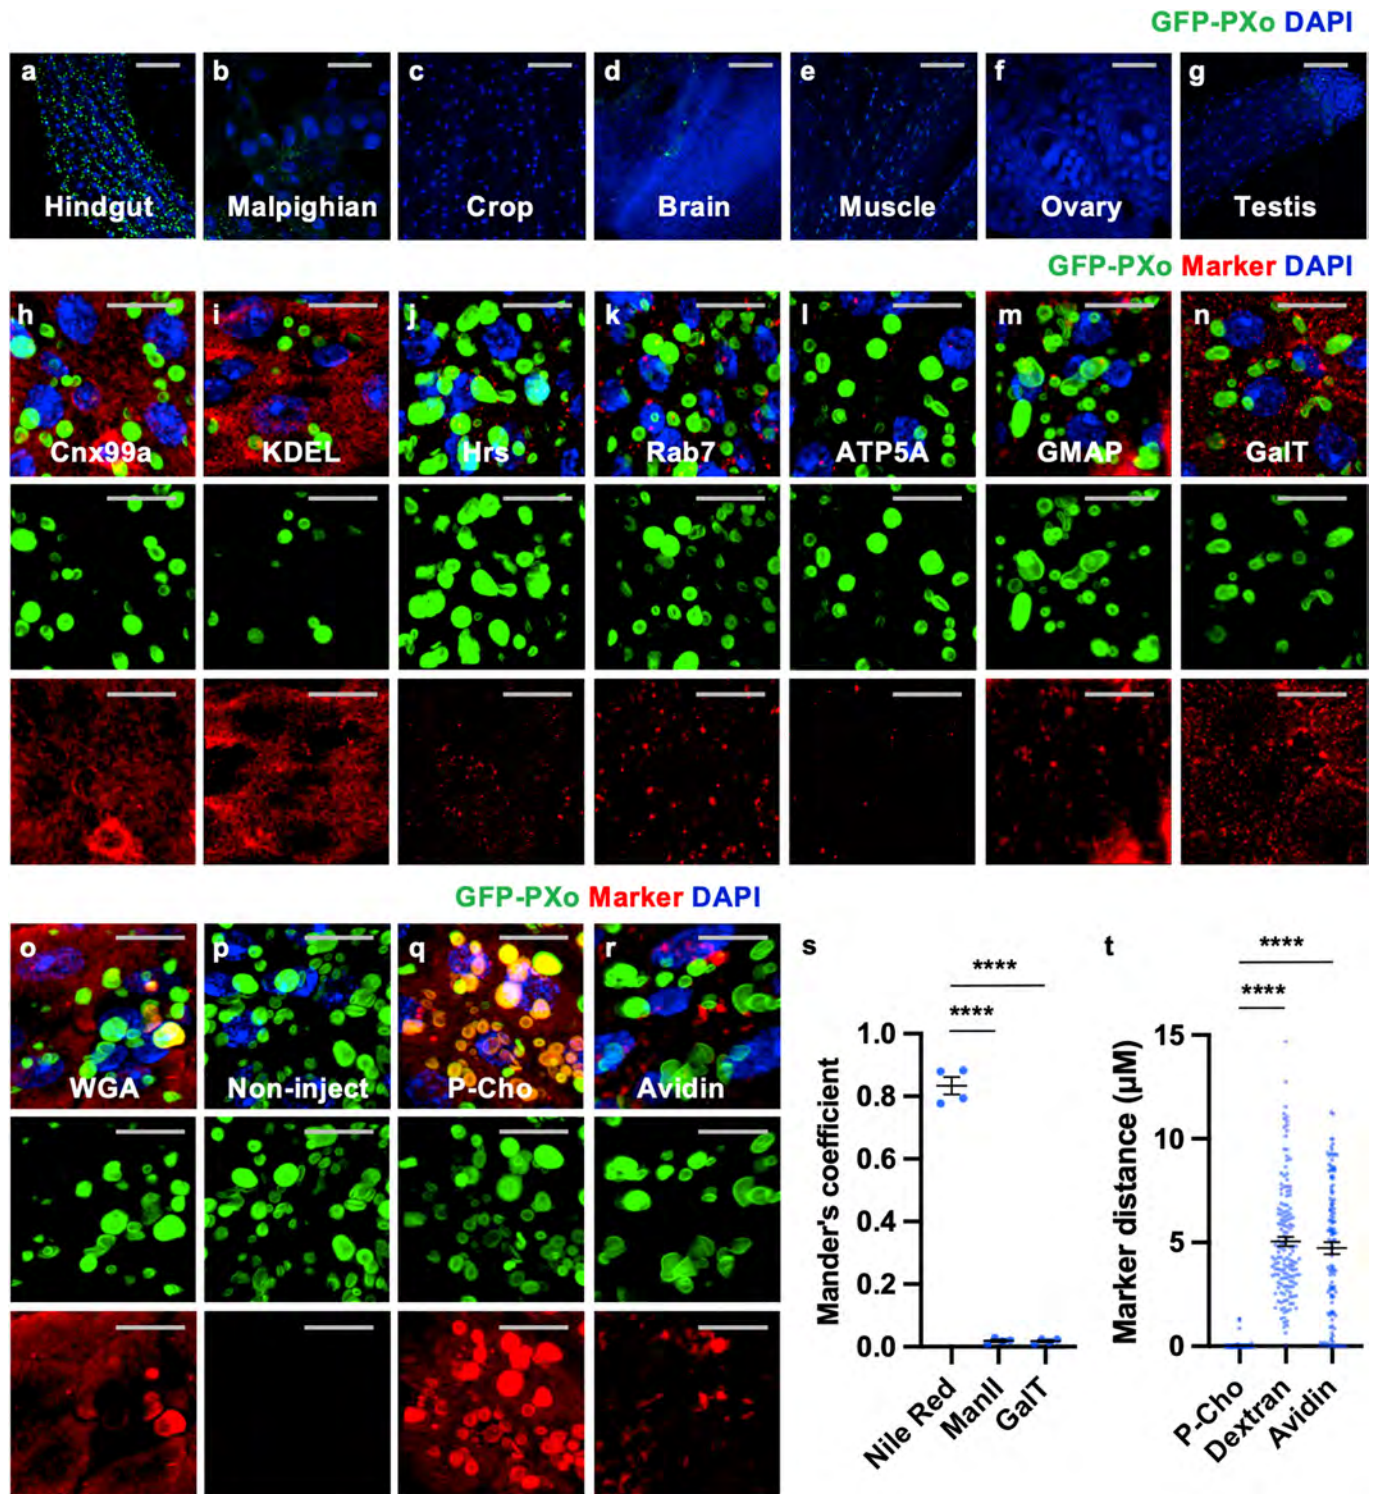 GFP-PXo DAPI
a b c d e f g
Hindgut Malpighian Crop Brain Muscle Ovary Testis
GFP-PXo Marker DAPI
h i j k l m n
Cnx99a KDEL Hrs Rab7 ATP5A GMAP GalT
GFP-PXo Marker DAPI
o p q r
WGA Non-inject P-Cho Avidin
s
****
****
Mander's coefficient
1.0
0.8
0.6
0.4
0.2
0.0
Nile Red
ManII
GalT
t
****
****
Marker distance (μM)
15
10
5
0
P-Cho
Dextran
Avidin